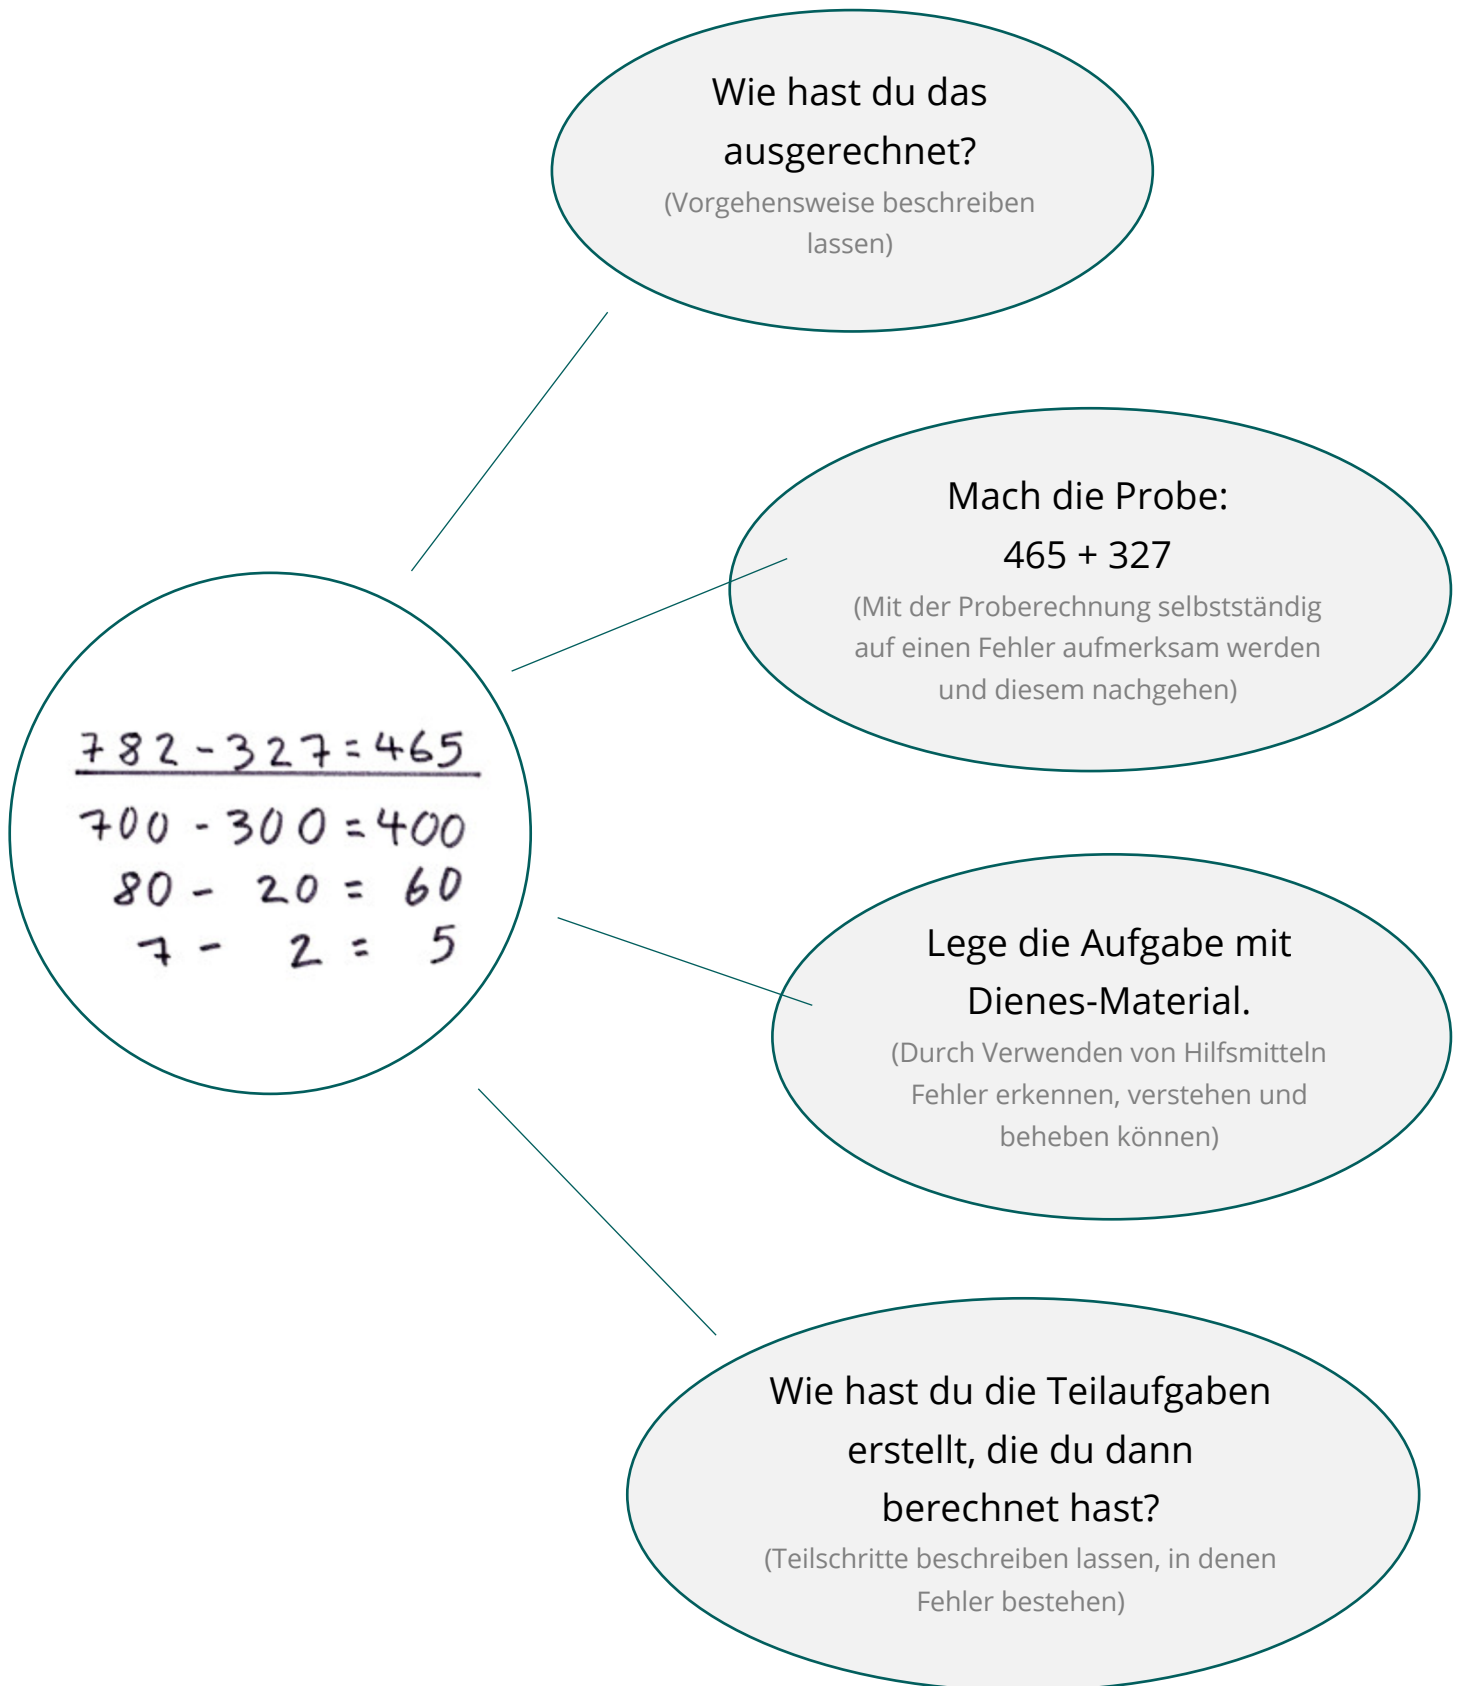 Wie hast du das
ausgerechnet?
(Vorgehensweise beschreiben
lassen)
Mach die Probe:
465 + 327
(Mit der Proberechnung selbstständig
auf einen Fehler aufmerksam werden
und diesem nachgehen)
782 - 327 = 465
700 - 300 = 400
80 - 20 = 60
7 - 2 = 5
Lege die Aufgabe mit
Dienes-Material.
(Durch Verwenden von Hilfsmitteln
Fehler erkennen, verstehen und
beheben können)
Wie hast du die Teilaufgaben
erstellt, die du dann
berechnet hast?
(Teilschritte beschreiben lassen, in denen
Fehler bestehen)